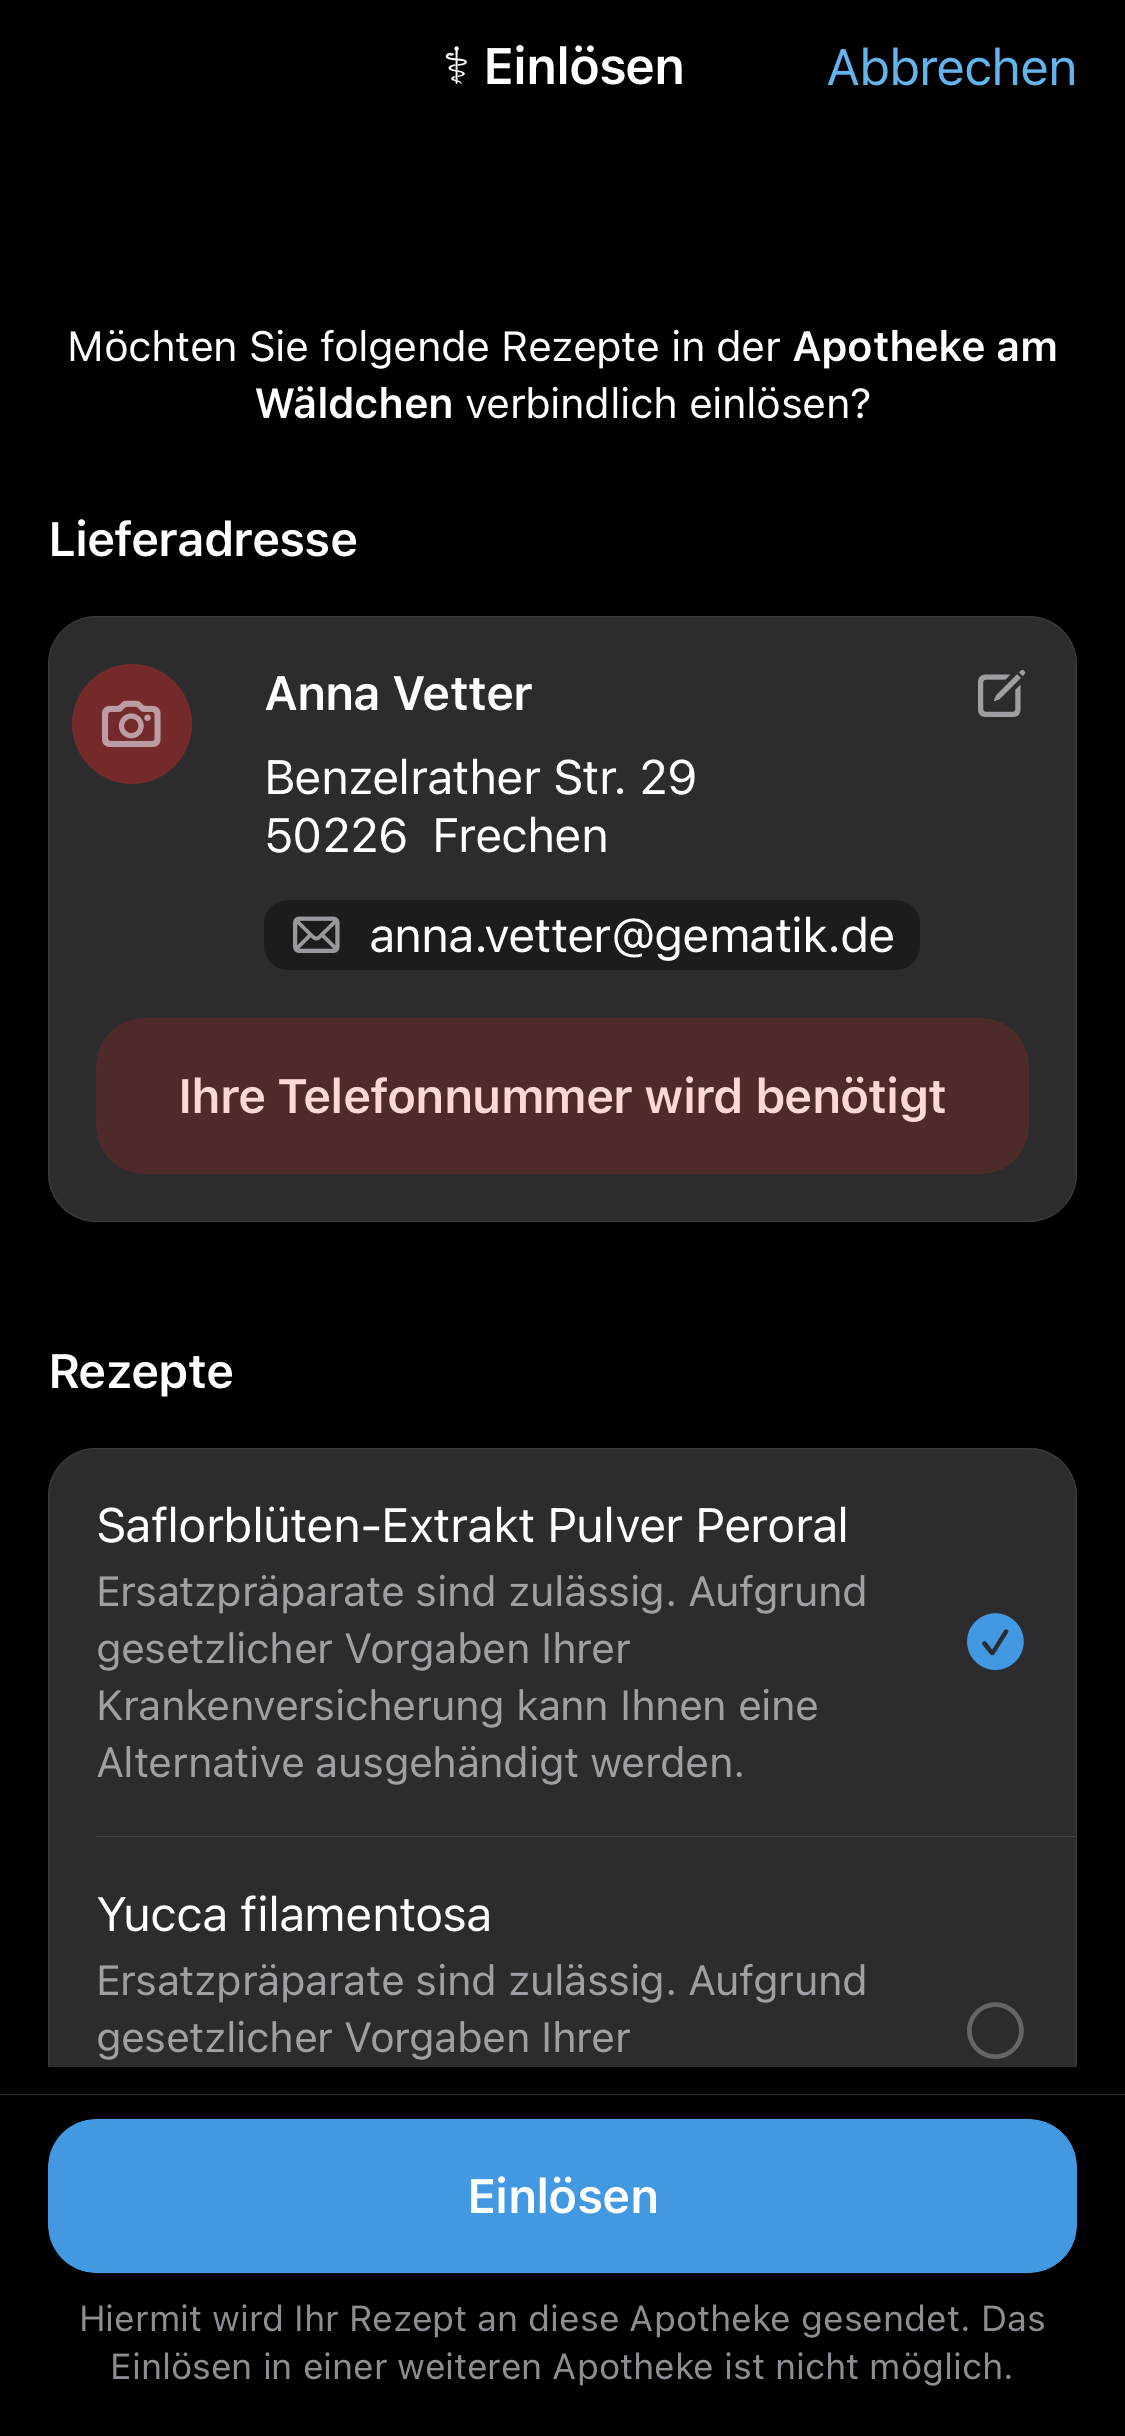 ⚕ Einlösen
Abbrechen
Möchten Sie folgende Rezepte in der Apotheke am
Wäldchen verbindlich einlösen?
Lieferadresse
Anna Vetter
Benzelrather Str. 29
50226 Frechen
anna.vetter@gematik.de
Ihre Telefonnummer wird benötigt
Rezepte
Saflorblüten-Extrakt Pulver Peroral
Ersatzpräparate sind zulässig. Aufgrund
gesetzlicher Vorgaben Ihrer
Krankenversicherung kann Ihnen eine
Alternative ausgehändigt werden.
Yucca filamentosa
Ersatzpräparate sind zulässig. Aufgrund
gesetzlicher Vorgaben Ihrer
Einlösen
Hiermit wird Ihr Rezept an diese Apotheke gesendet. Das
Einlösen in einer weiteren Apotheke ist nicht möglich.